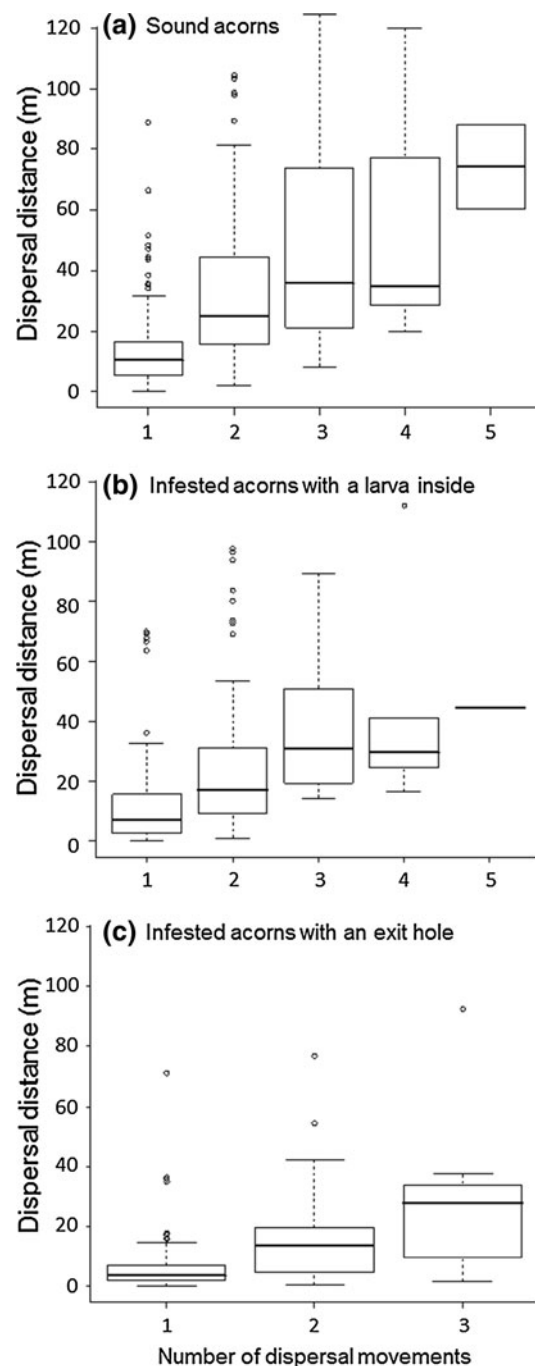 (a) Sound acorns
Dispersal distance (m)
120
100
80
60
40
20
0
1 2 3 4 5
(b) Infested acorns with a larva inside
Dispersal distance (m)
120
100
80
60
40
20
0
1 2 3 4 5
(c) Infested acorns with an exit hole
Dispersal distance (m)
120
100
80
60
40
20
0
1 2 3
Number of dispersal movements